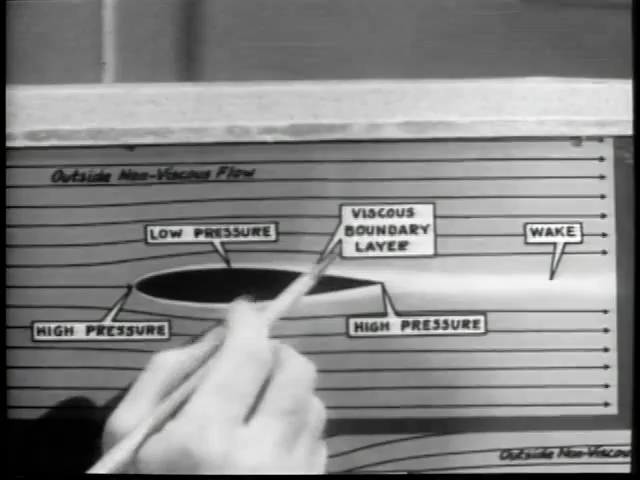 Outside Non-Viscous Flow
LOW PRESSURE
VISCOUS
BOUNDARY
LAYER
WAKE
HIGH PRESSURE
HIGH PRESSURE
Outside Non-Viscous